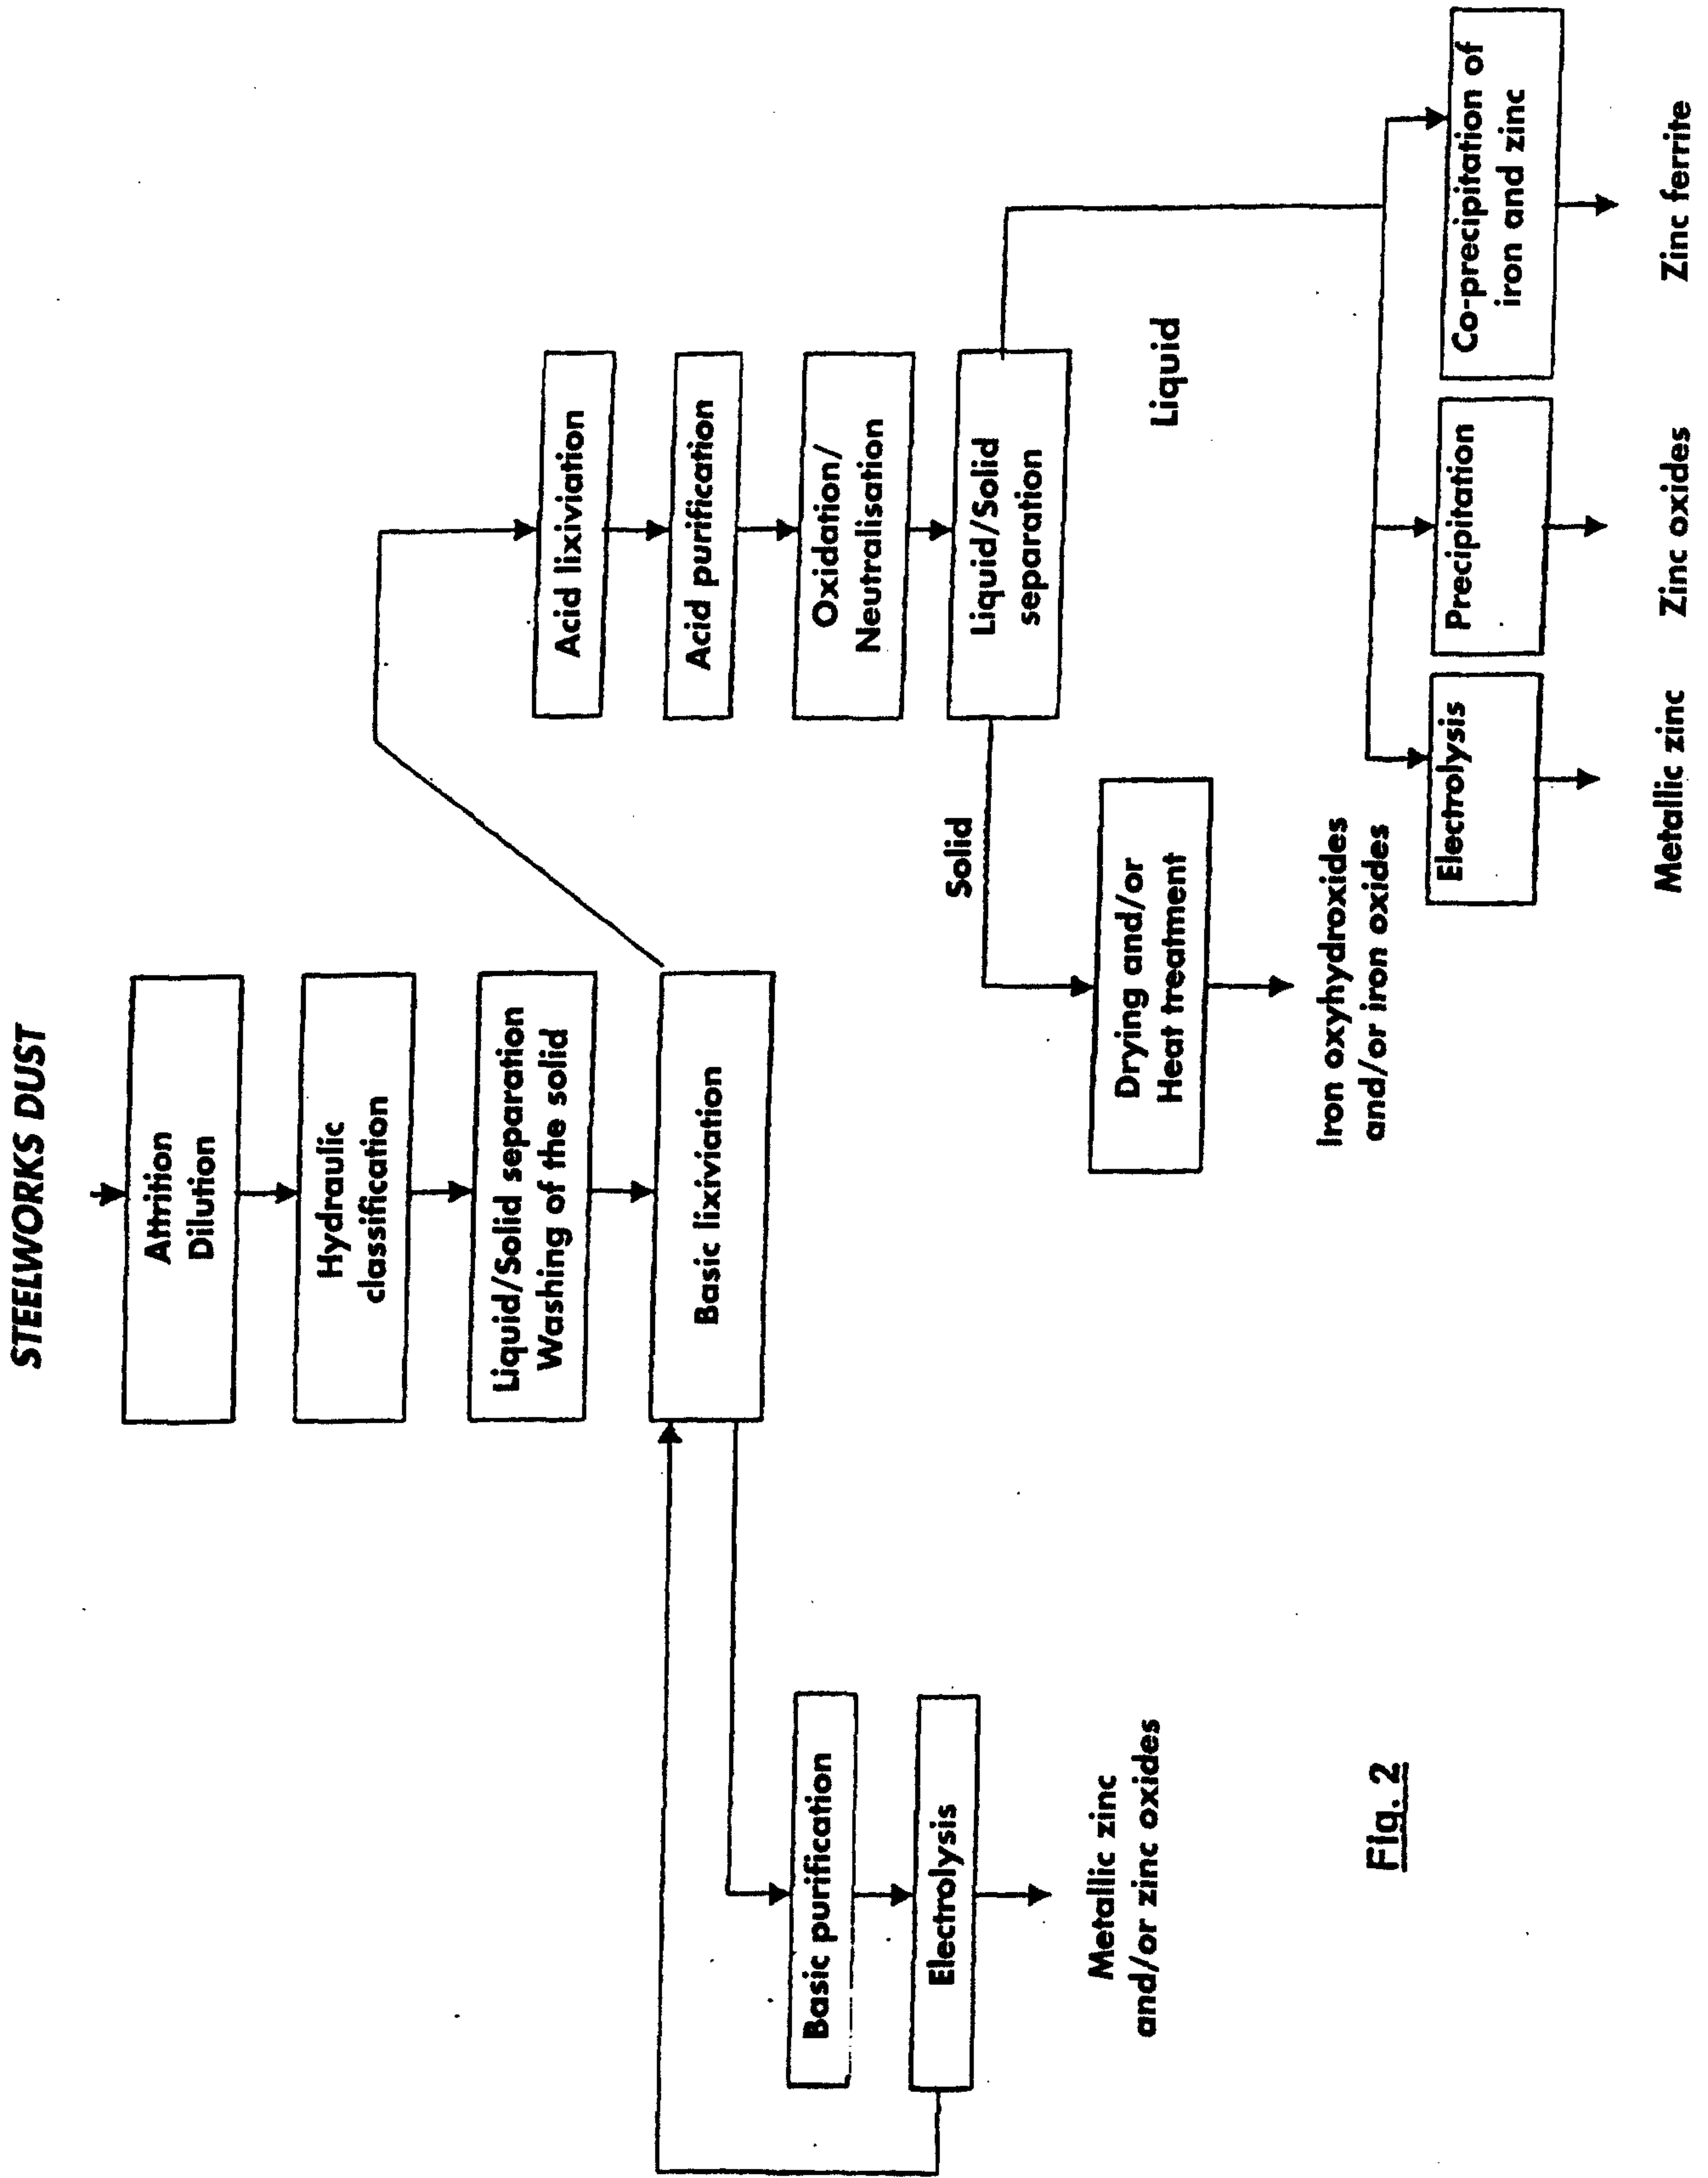 STEELWORKS DUST
Attrition
Dilution
Hydraulic
classification
Liquid/Solid separation
Washing of the solid
Basic lixiviation
Basic purification
Electrolysis
Metallic zinc
and/or zinc oxides
Acid lixiviation
Acid purification
Oxidation/
Neutralisation
Liquid/Solid
separation
Solid
Liquid
Drying and/or
Heat treatment
Iron oxyhydroxides
and/or iron oxides
Electrolysis
Precipitation
Co-precipitation of
iron and zinc
Metallic zinc
Zinc oxides
Zinc ferrite
Fig. 2